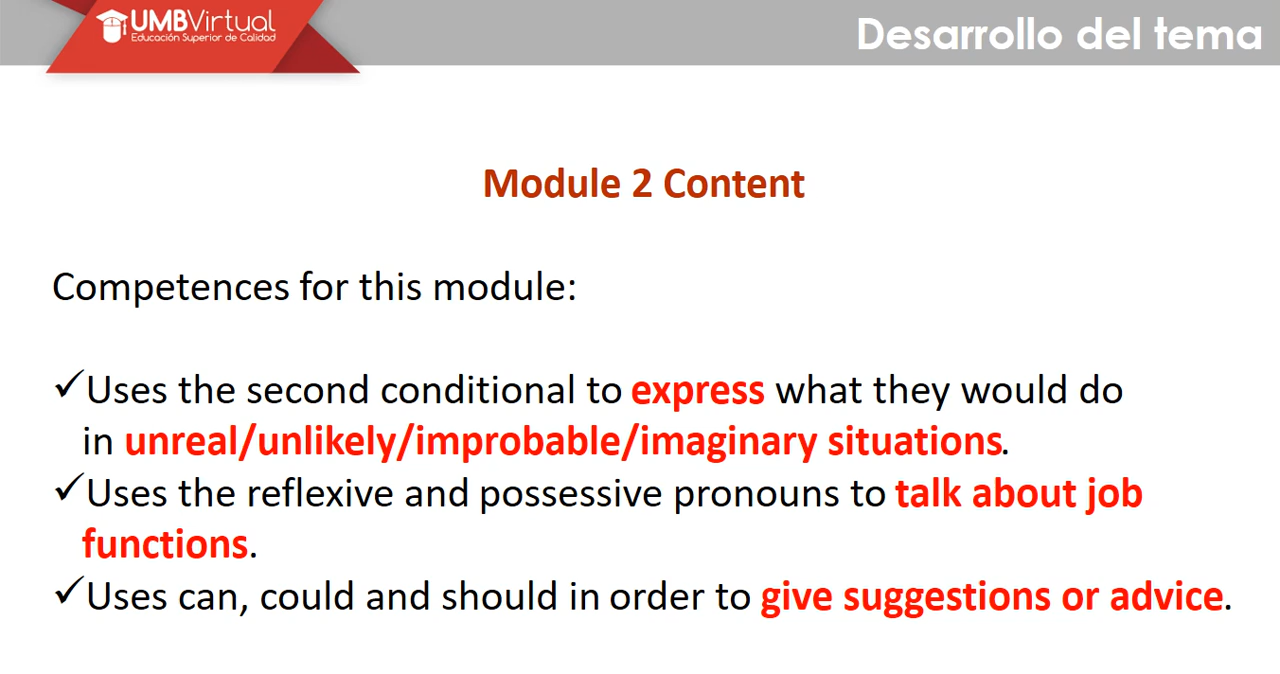 UMBVirtual
Educación Superior de Calidad
Desarrollo del tema
Module 2 Content
Competences for this module:
✓Uses the second conditional to express what they would do
in unreal/unlikely/improbable/imaginary situations.
✓Uses the reflexive and possessive pronouns to talk about job
functions.
✓Uses can, could and should in order to give suggestions or advice.